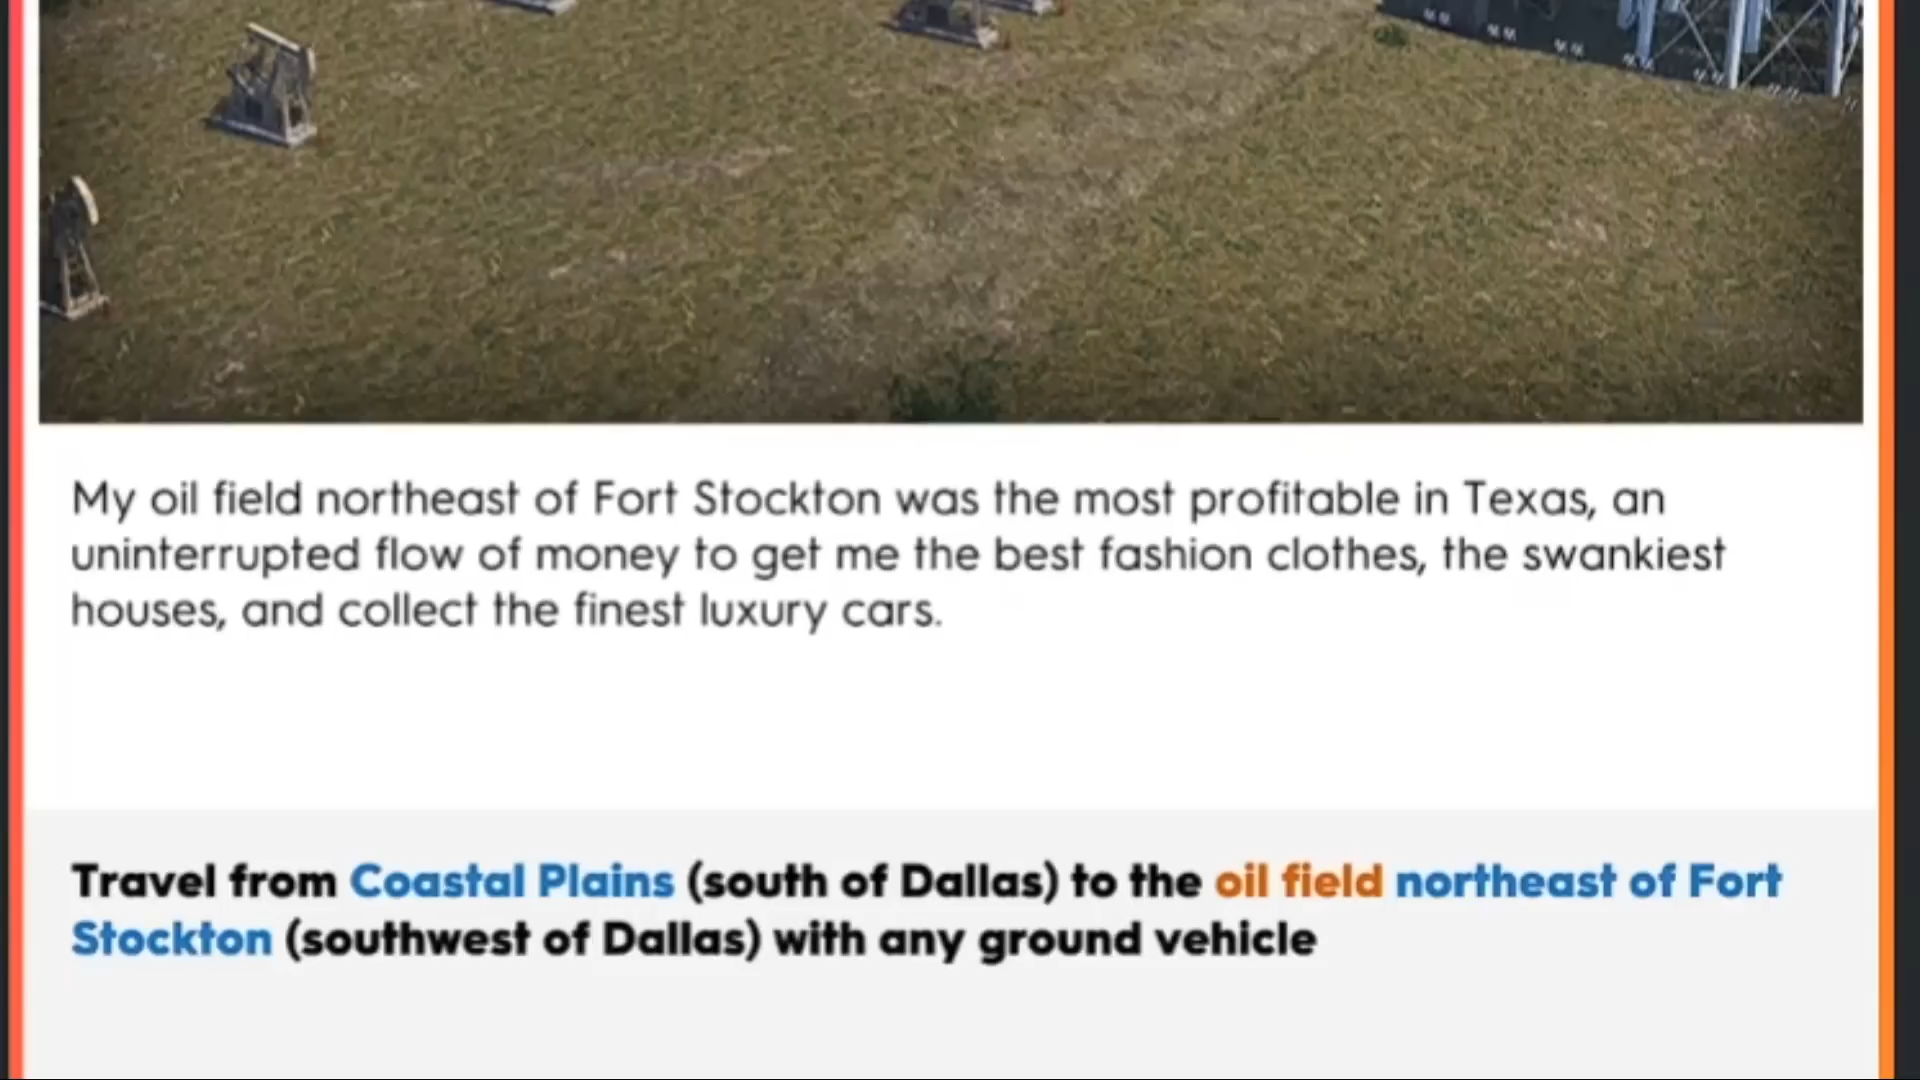 My oil field northeast of Fort Stockton was the most profitable in Texas, an
uninterrupted flow of money to get me the best fashion clothes, the swankiest
houses, and collect the finest luxury cars.
Travel from Coastal Plains (south of Dallas) to the oil field northeast of Fort
Stockton (southwest of Dallas) with any ground vehicle